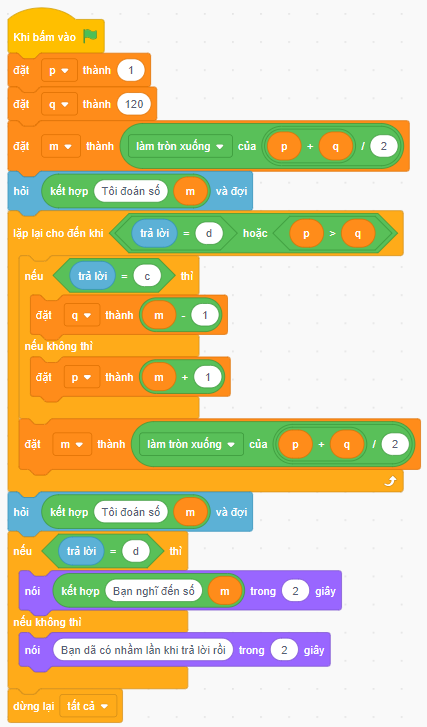 Khi bấm vào
đặt p thành 1
đặt q thành 120
đặt m thành làm tròn xuống của p + q / 2
hỏi kết hợp Tôi đoán số m và đợi
lặp lại cho đến khi trả lời = d hoặc p > q
nếu trả lời = c thì
đặt q thành m - 1
nếu không thì
đặt p thành m + 1
đặt m thành làm tròn xuống của p + q / 2
hỏi kết hợp Tôi đoán số m và đợi
nếu trả lời = d thì
nói kết hợp Bạn nghĩ đến số m trong 2 giây
nếu không thì
nói Bạn dã có nhầm lần khi trả lời rồi trong 2 giây
dừng lại tất cả